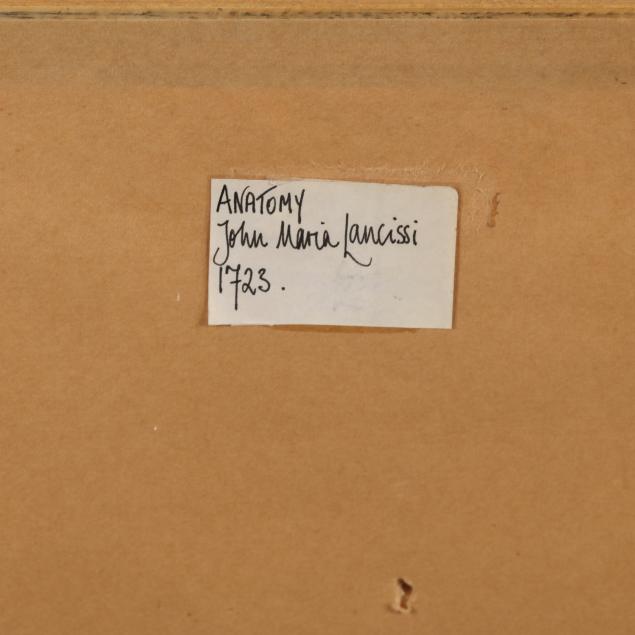 ANATOMY
John Maria Lancissi
1723.